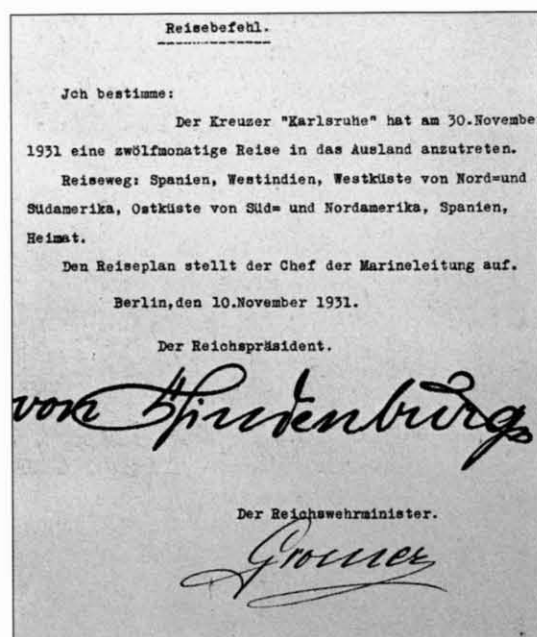 Reisebefehl.
Jch bestimme:
Der Kreuzer "Karlsruhe" hat am 30.Novembe
1931 eine zwölfmonatige Reise in das Ausland anzutreten.
Reiseweg: Spanien, Westindien, Westküste von Nord=und
Südamerika, Ostküste von Süd= und Nordamerika, Spanien,
Heimat.
Den Reiseplan stellt der Chef der Marineleitung auf.
Berlin,den 10.November 1931.
Der Reichspräsident.
von Hindenburg
Der Reichswehrminister.
Groener